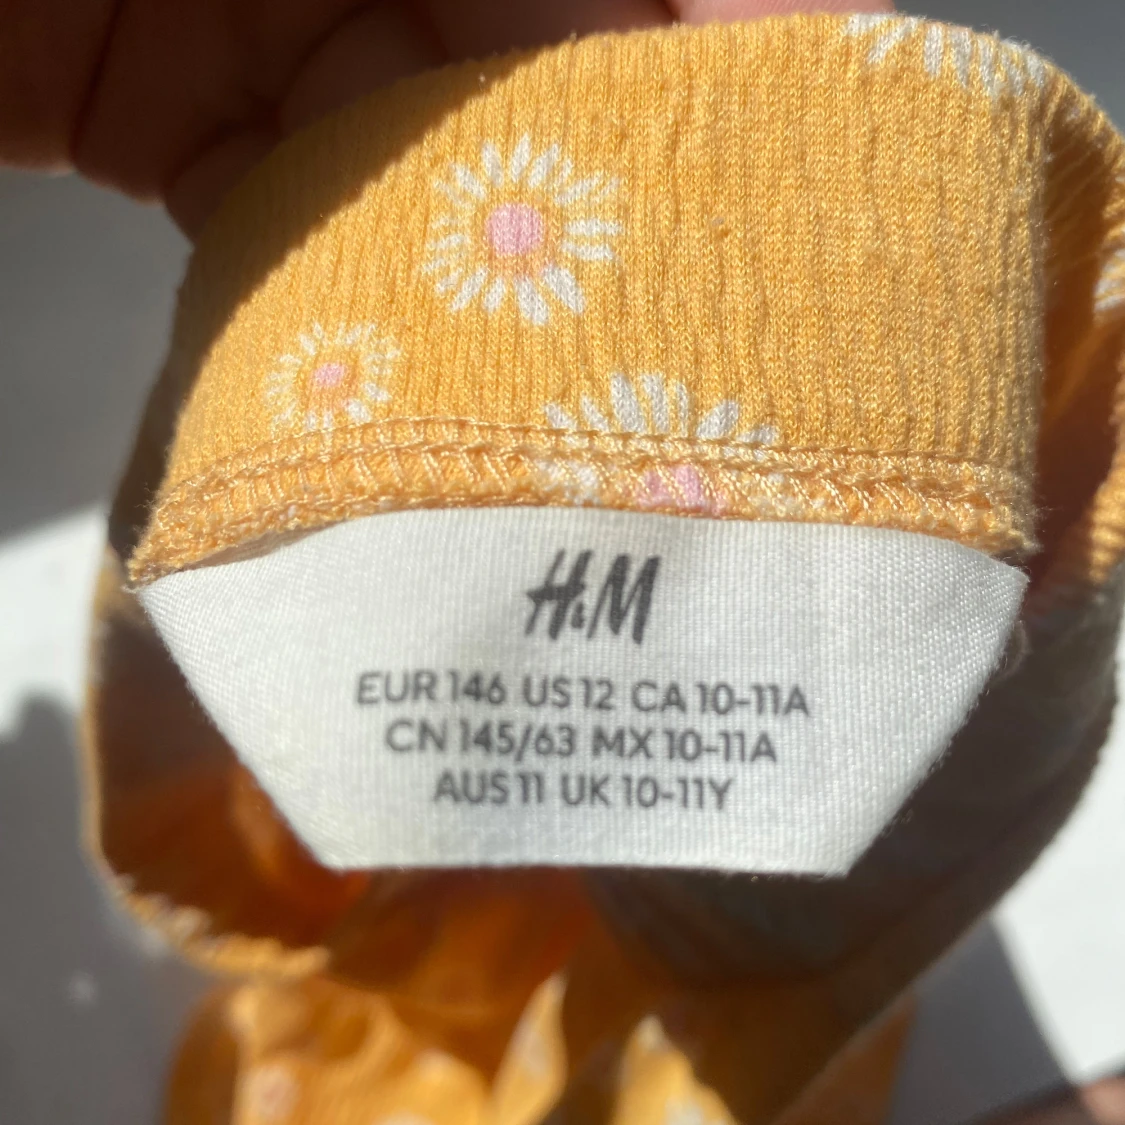 H&M
EUR 146 US 12 CA 10-11A
CN 145/63 MX 10-11A
AUS 11 UK 10-11Y